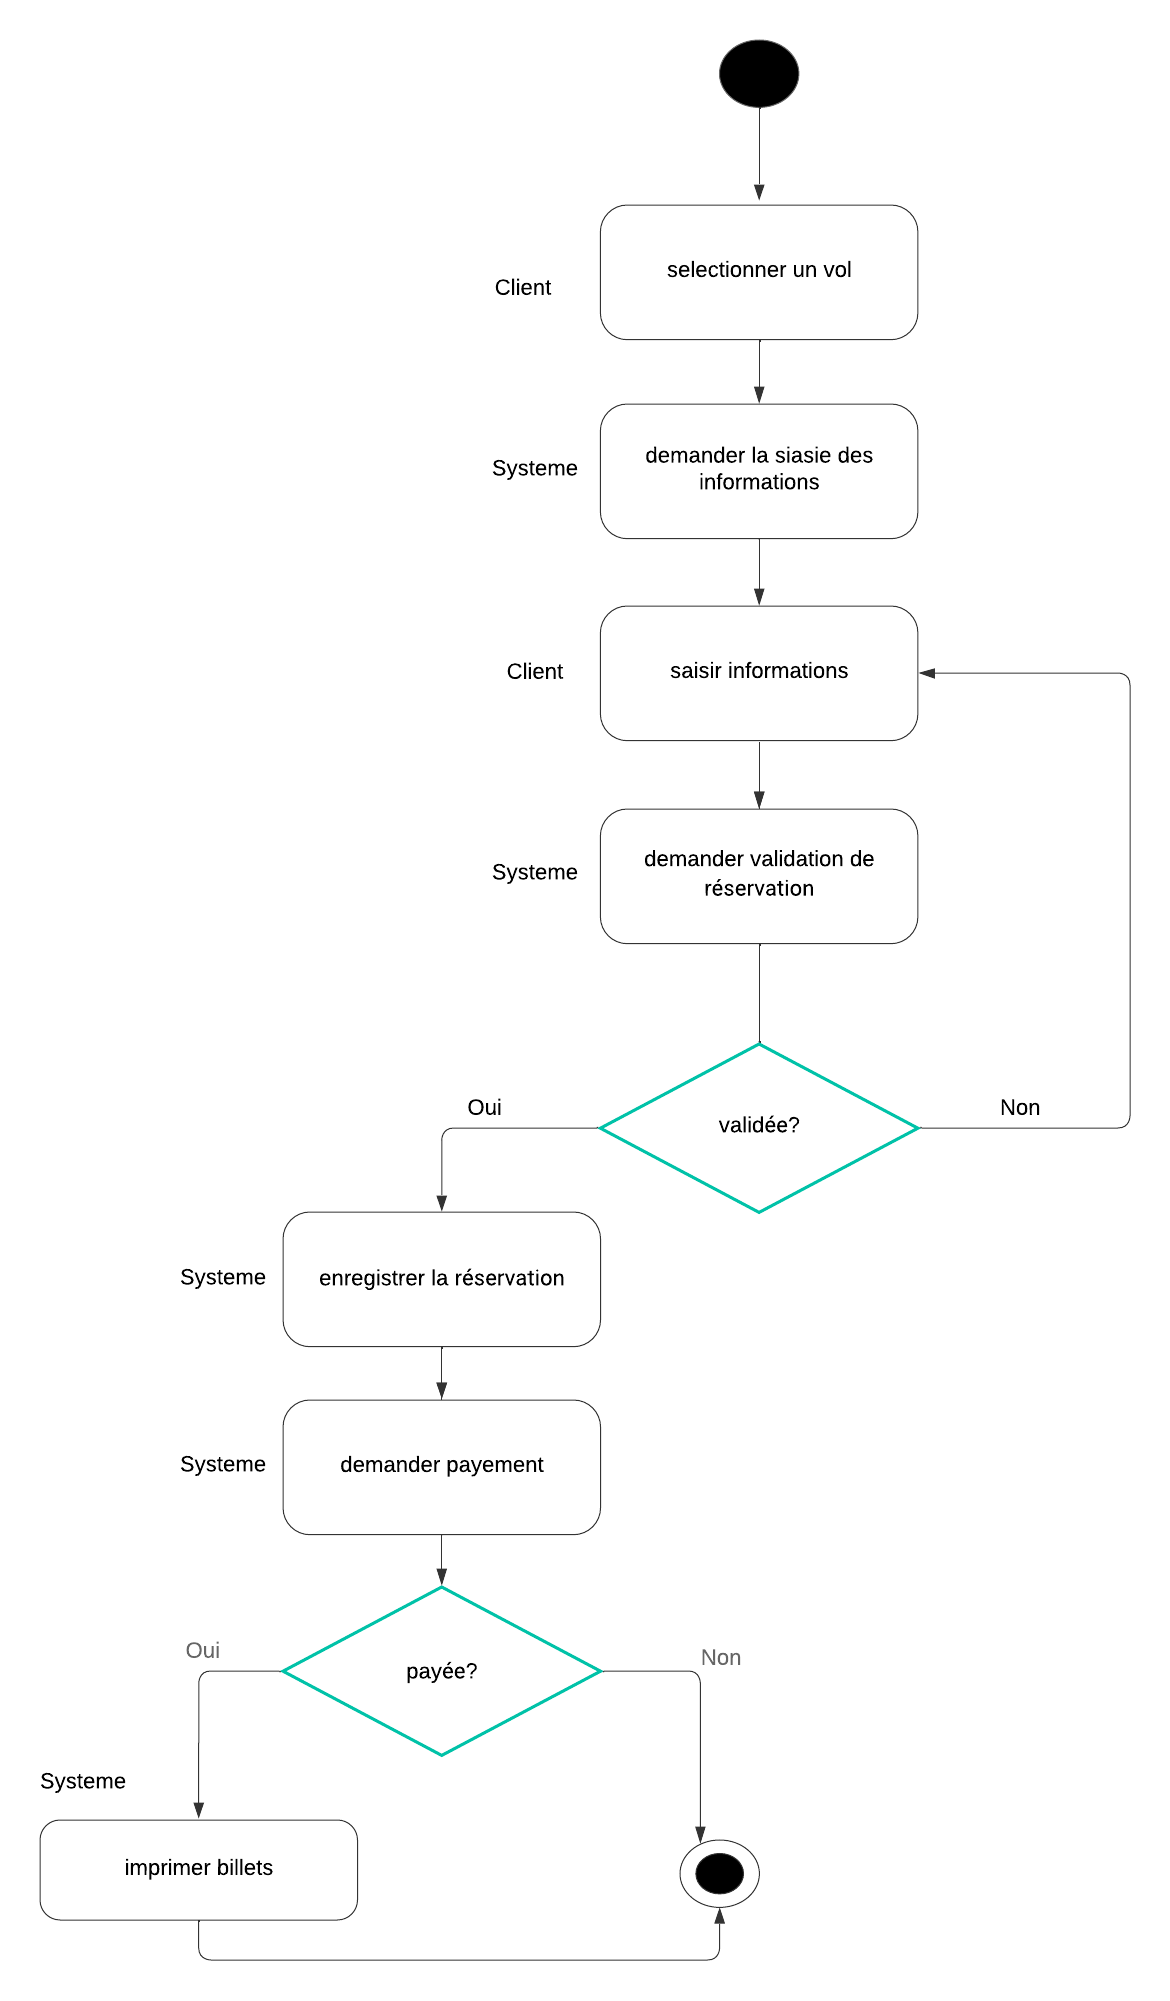 selectionner un vol
Client
demander la siasie des
informations
Systeme
saisir informations
Client
demander validation de
réservation
Systeme
Oui
validée?
Non
Systeme
enregistrer la réservation
Systeme
demander payement
Oui
payée?
Non
Systeme
imprimer billets